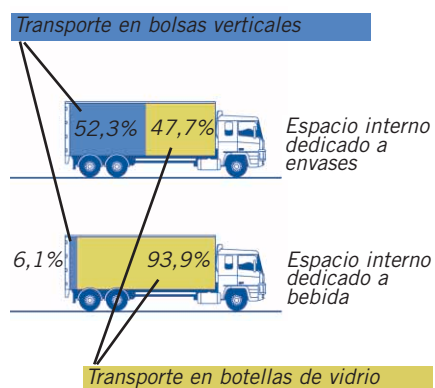 Transporte en bolsas verticales
52,3% 47,7%
Espacio interno
dedicado a
envases
6,1% 93,9%
Espacio interno
dedicado a
bebida
Transporte en botellas de vidrio